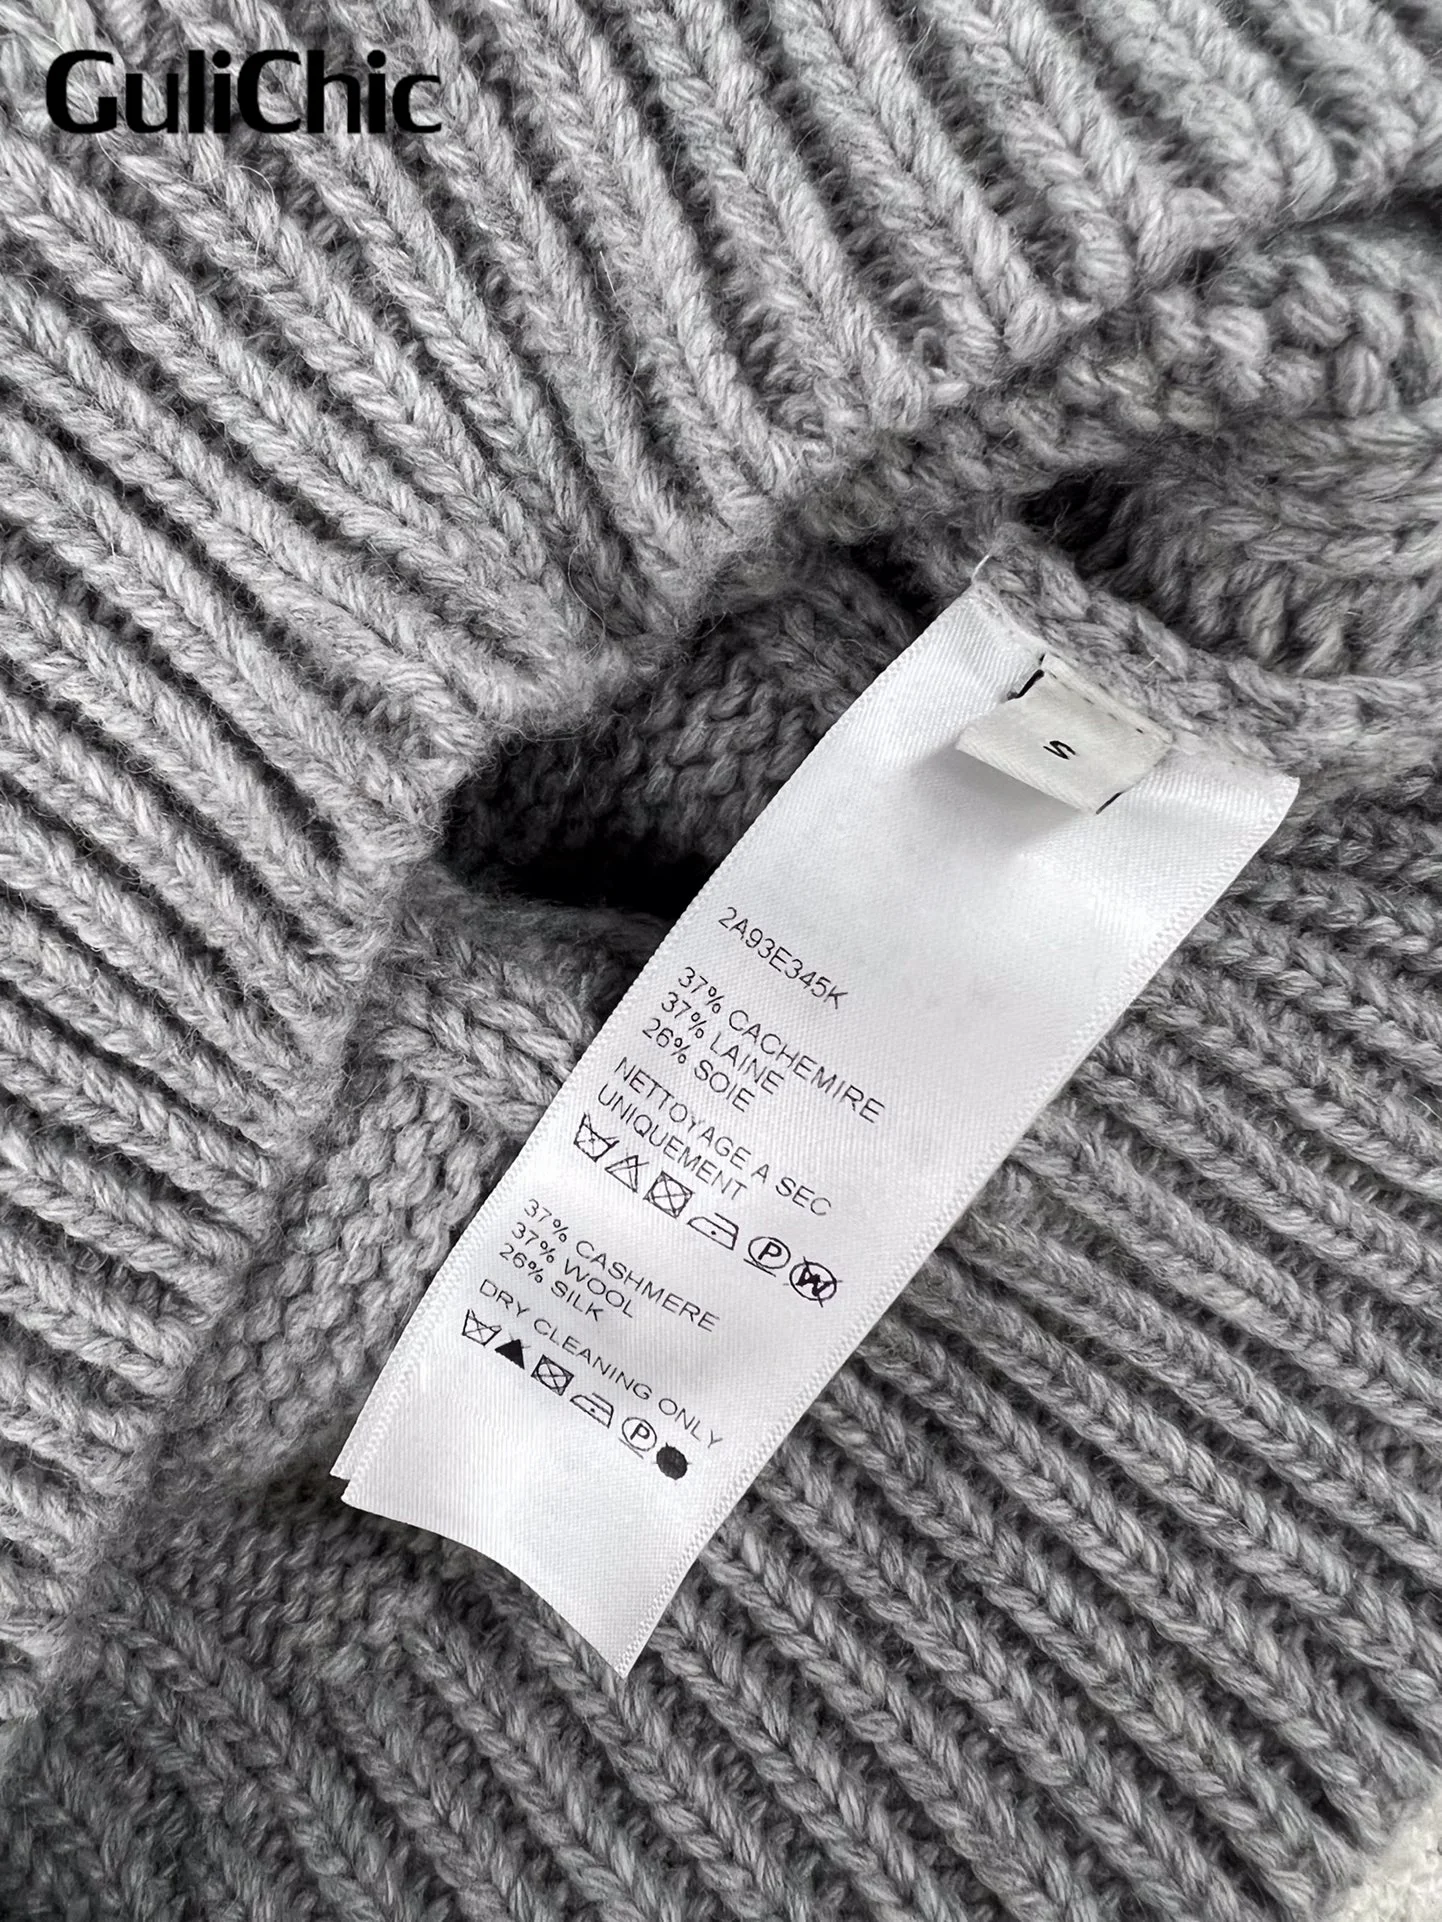 GuliChic
S
2A93E345K
37% CACHEMIRE
37% LAINE
26% SOIE
NETTOYAGE A SEC
UNIQUEMENT
P W
37% CASHMERE
37% WOOL
26% SILK
DRY CLEANING ONLY
P